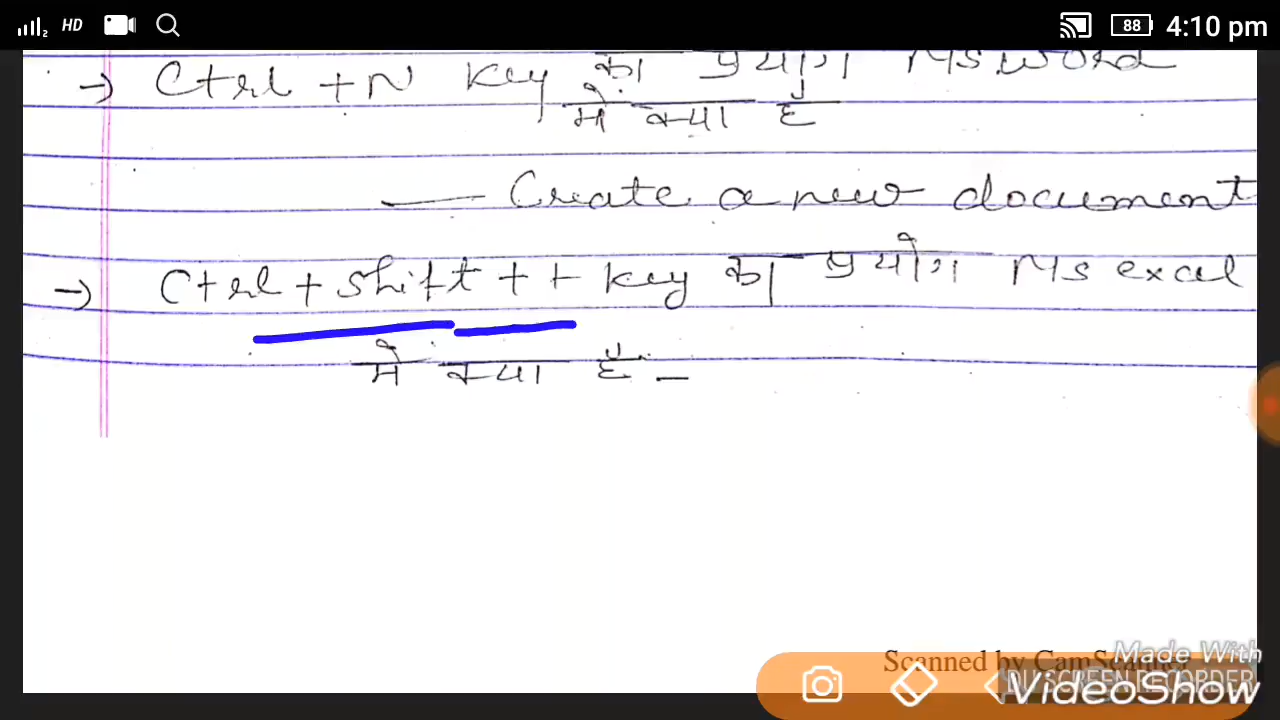 HD 88 4:10 pm
→ Ctrl + N key का प्रयोग Ms word
में क्या है
— Create a new document
→ Ctrl + Shift + + key का प्रयोग Ms excel
में क्या है –
Scanned by CamScanner
Made With
VideoShow